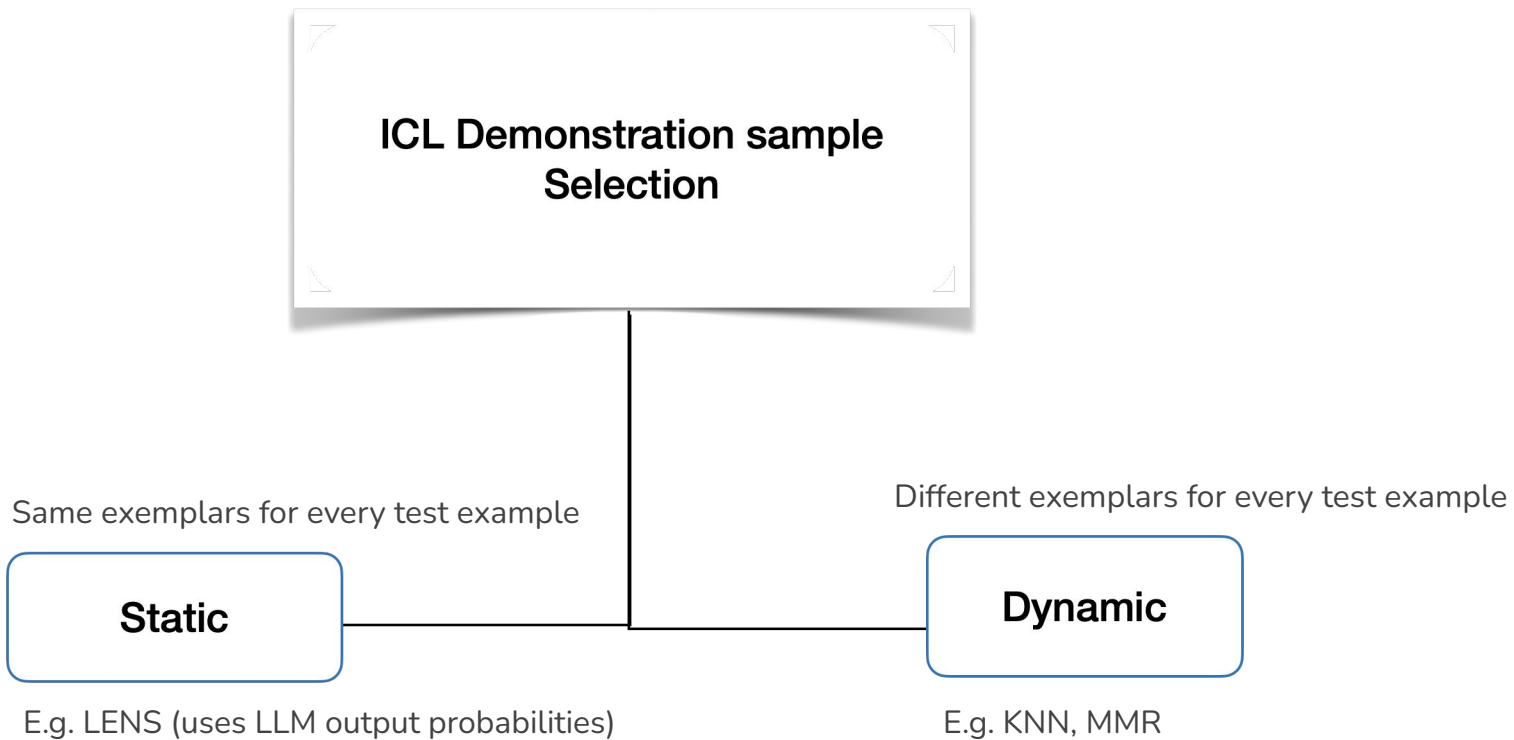 ICL Demonstration sample
Selection
Same exemplars for every test example
Different exemplars for every test example
Static
Dynamic
E.g. LENS (uses LLM output probabilities)
E.g. KNN, MMR